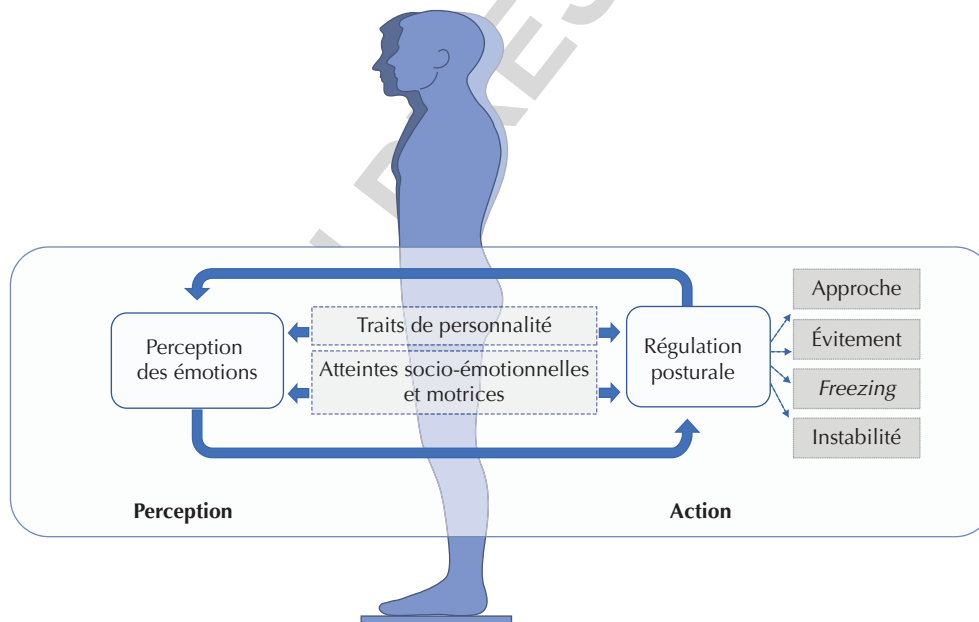 Traits de personnalité
Perception
des émotions
Atteintes socio-émotionnelles
et motrices
Régulation
posturale
Approche
Évitement
Freezing
Instabilité
Perception
Action